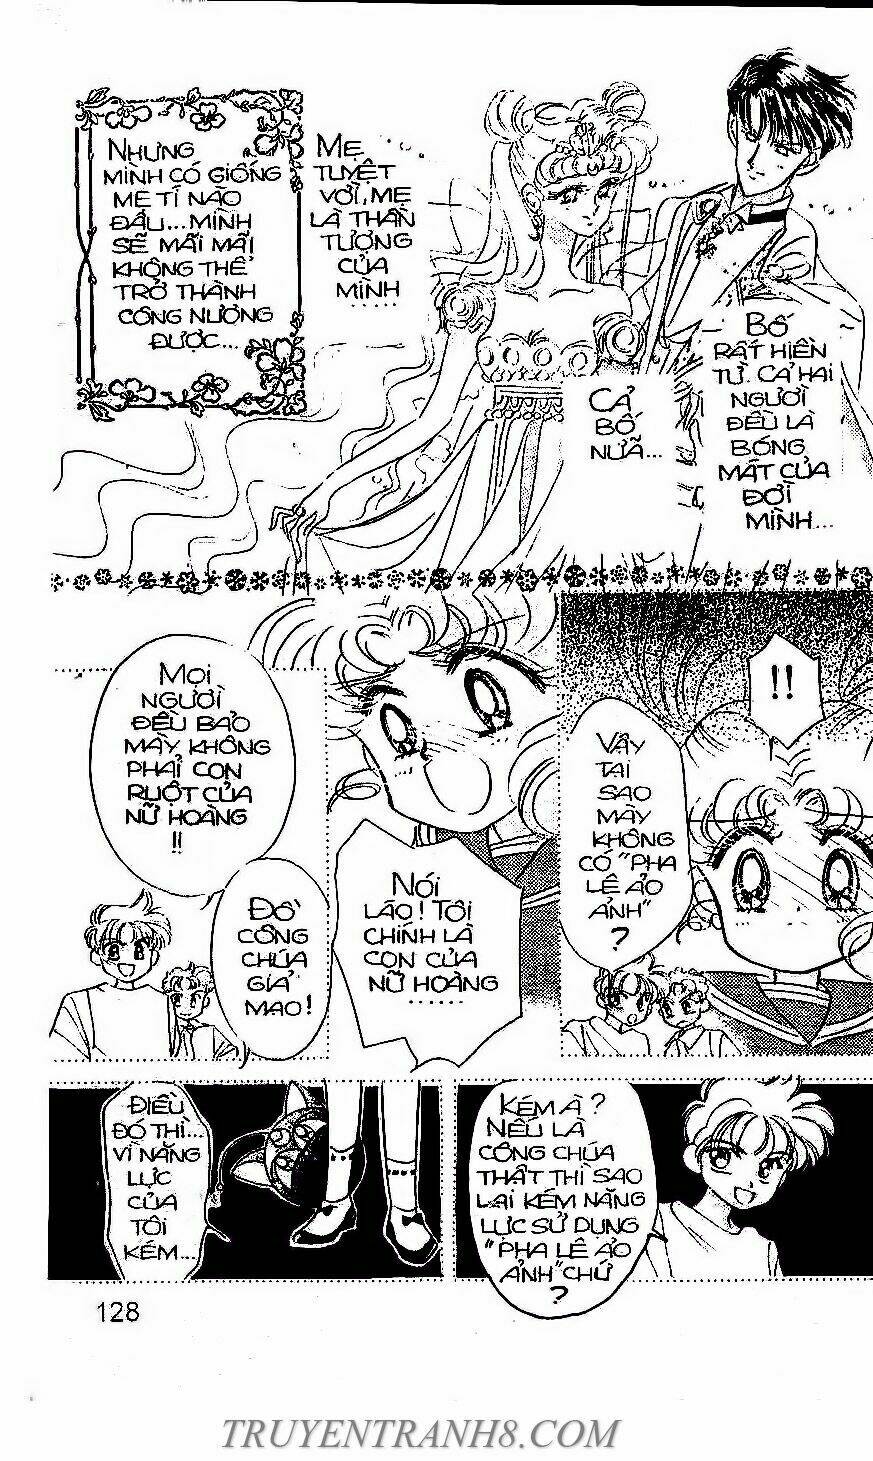 NHƯNG
MÌNH CÓ GIỐNG
MẸ TÍ NÀO
ĐÂU... MÌNH
SẼ MÃI MÃI
KHÔNG THỂ
TRỞ THÀNH
CÔNG NƯƠNG
ĐƯỢC...
MẸ
TUYỆT
VỜI, MẸ
LÀ THẦN
TƯỢNG
CỦA
MÌNH
.....
CẢ
BỐ
NỮA...
BỐ
RẤT HIỀN
TỪ. CẢ HAI
NGƯỜI
ĐỀU LÀ
BÓNG
MÁT CỦA
ĐỜI
MÌNH...
MỌI
NGƯỜI
ĐỀU BẢO
MÀY KHÔNG
PHẢI CON
RUỘT CỦA
NỮ HOÀNG
!!
ĐỒ
CÔNG
CHÚA
GIẢ
MẠO!
NÓI
LÁO! TÔI
CHÍNH LÀ
CON CỦA
NỮ HOÀNG
......
!!
VẬY
TẠI
SAO
MÀY
KHÔNG
CÓ "PHA
LÊ ẢO
ẢNH"
?
ĐIỀU
ĐÓ THÌ...
VÌ NĂNG
LỰC
CỦA
TÔI
KÉM...
KÉM À?
NẾU LÀ
CÔNG CHÚA
THẬT THÌ SAO
LẠI KÉM NĂNG
LỰC SỬ DỤNG
"PHA LÊ ẢO
ẢNH" CHỨ
?
128
TRUYENTRANH8.COM